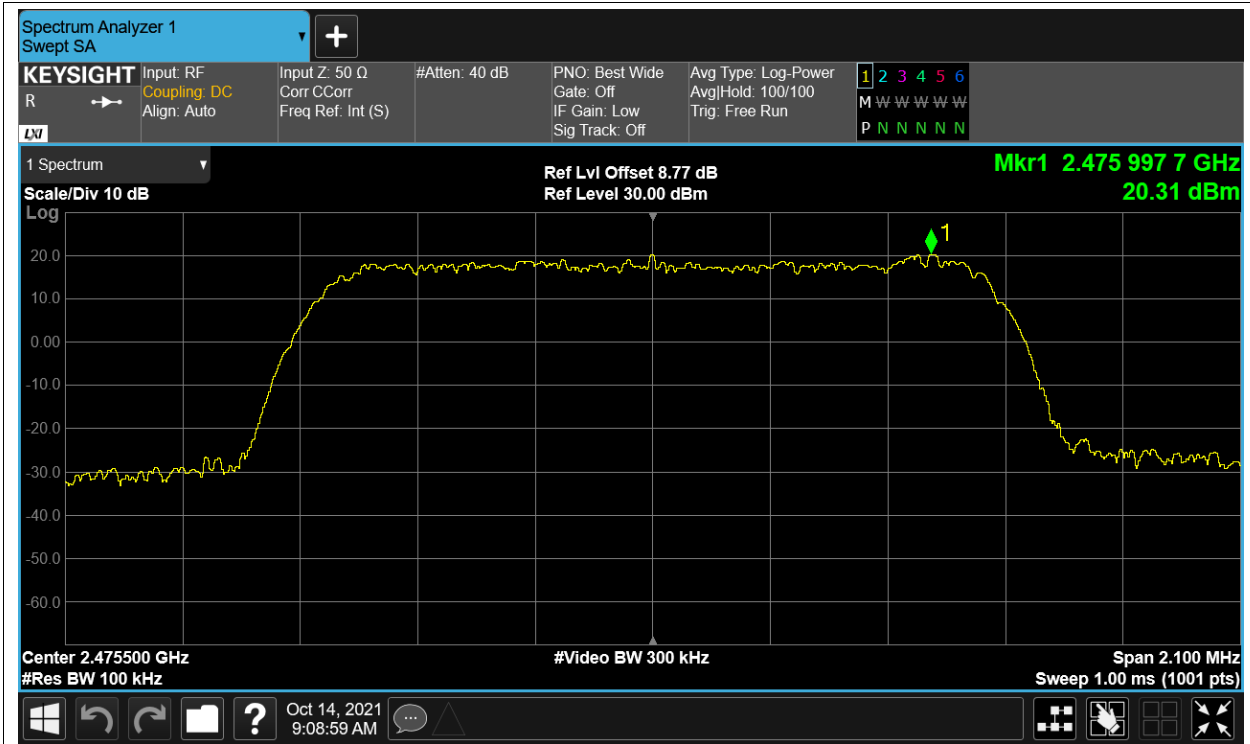 Spectrum Analyzer 1
Swept SA
KEYSIGHT
R
LXI
Input: RF
Coupling: DC
Align: Auto
Input Z: 50 Ω
Corr CCorr
Freq Ref: Int (S)
#Atten: 40 dB
PNO: Best Wide
Gate: Off
IF Gain: Low
Sig Track: Off
Avg Type: Log-Power
Avg|Hold: 100/100
Trig: Free Run
1 2 3 4 5 6
M W W W W W
P N N N N N
1 Spectrum
Scale/Div 10 dB
Log
Ref Lvl Offset 8.77 dB
Ref Level 30.00 dBm
Mkr1 2.475 997 7 GHz
20.31 dBm
1
20.0
10.0
0.00
-10.0
-20.0
-30.0
-40.0
-50.0
-60.0
Center 2.475500 GHz
#Res BW 100 kHz
#Video BW 300 kHz
Span 2.100 MHz
Sweep 1.00 ms (1001 pts)
?
Oct 14, 2021
9:08:59 AM